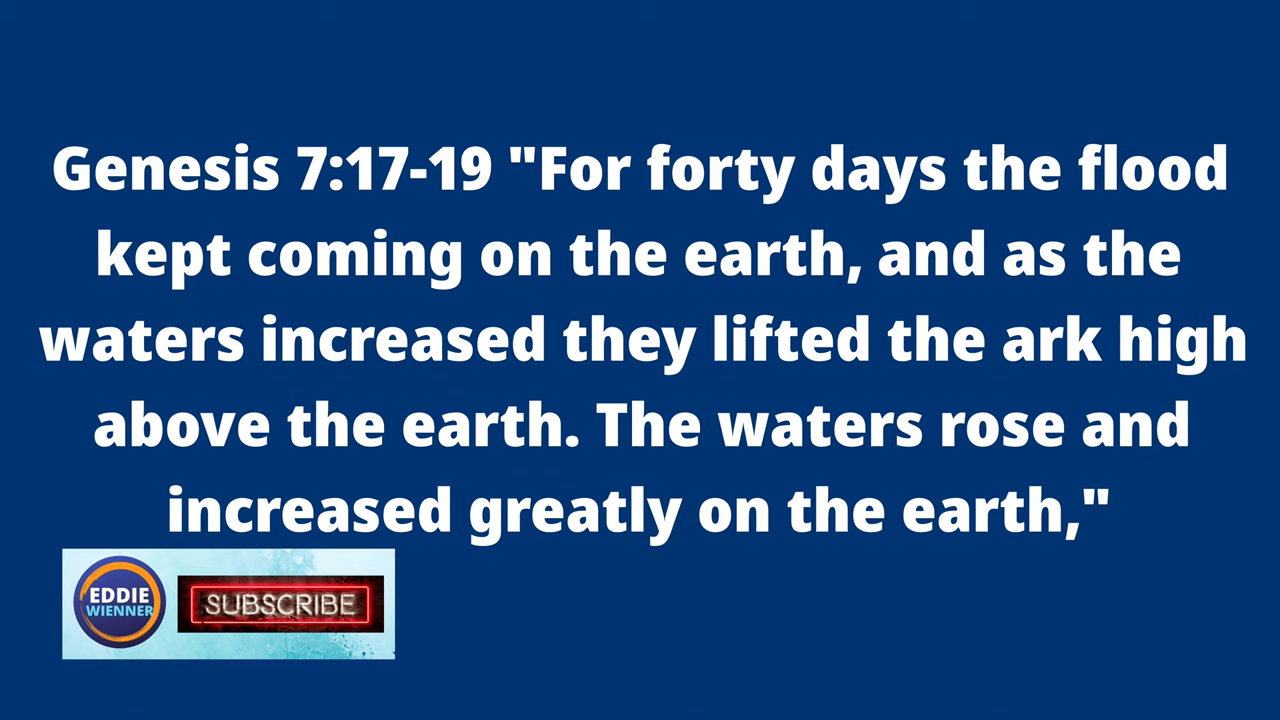 Genesis 7:17-19 "For forty days the flood
kept coming on the earth, and as the
waters increased they lifted the ark high
above the earth. The waters rose and
increased greatly on the earth,"
EDDIE
WIENNER
SUBSCRIBE